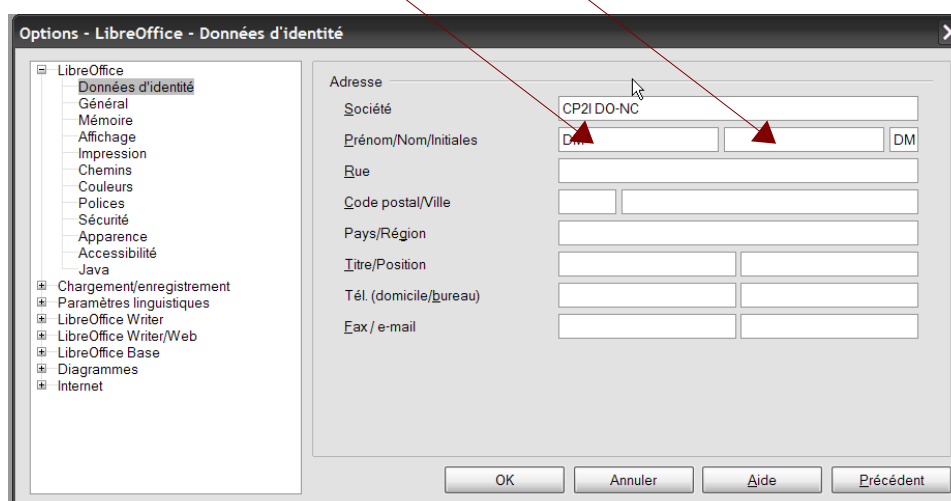 Options - LibreOffice - Données d'identité
LibreOffice
Données d'identité
Général
Mémoire
Affichage
Impression
Chemins
Couleurs
Polices
Sécurité
Apparence
Accessibilité
Java
Chargement/enregistrement
Paramètres linguistiques
LibreOffice Writer
LibreOffice Writer/Web
LibreOffice Base
Diagrammes
Internet
Adresse
Société CP2I DO-NC
Prénom/Nom/Initiales DM DM
Rue
Code postal/Ville
Pays/Région
Titre/Position
Tél. (domicile/bureau)
Fax / e-mail
OK Annuler Aide Précédent